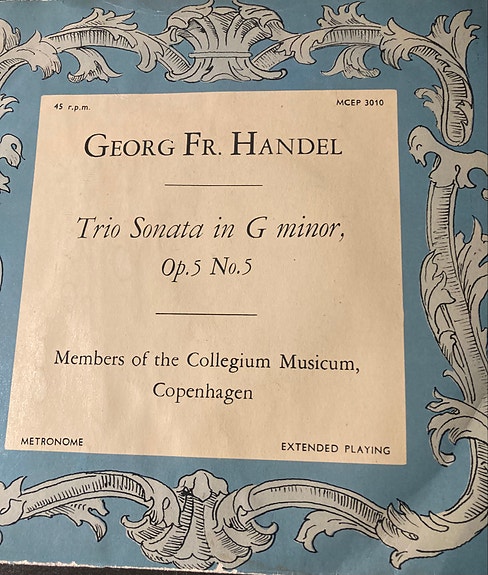 45 r.p.m. MCEP 3010
GEORG FR. HANDEL
Trio Sonata in G minor,
Op.5 No.5
Members of the Collegium Musicum,
Copenhagen
METRONOME EXTENDED PLAYING